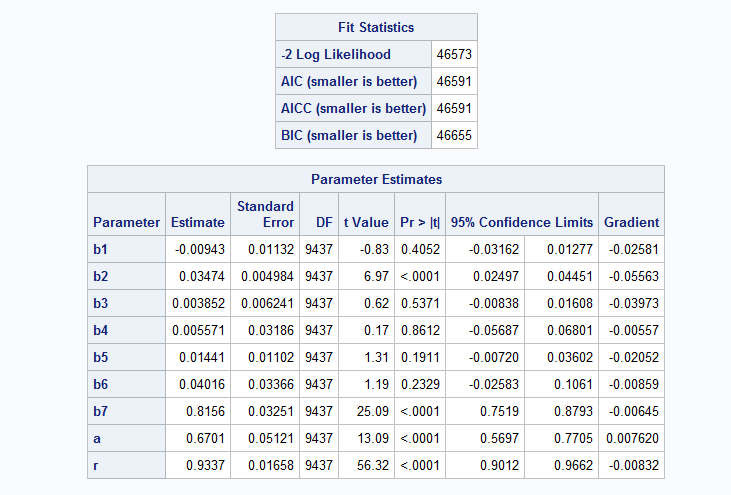 Fit Statistics
-2 Log Likelihood 46573
AIC (smaller is better) 46591
AICC (smaller is better) 46591
BIC (smaller is better) 46655
Parameter Estimates
Parameter Estimate Standard Error DF t Value Pr > |t| 95% Confidence Limits Gradient
b1 -0.00943 0.01132 9437 -0.83 0.4052 -0.03162 0.01277 -0.02581
b2 0.03474 0.004984 9437 6.97 <.0001 0.02497 0.04451 -0.05563
b3 0.003852 0.006241 9437 0.62 0.5371 -0.00838 0.01608 -0.03973
b4 0.005571 0.03186 9437 0.17 0.8612 -0.05687 0.06801 -0.00557
b5 0.01441 0.01102 9437 1.31 0.1911 -0.00720 0.03602 -0.02052
b6 0.04016 0.03366 9437 1.19 0.2329 -0.02583 0.1061 -0.00859
b7 0.8156 0.03251 9437 25.09 <.0001 0.7519 0.8793 -0.00645
a 0.6701 0.05121 9437 13.09 <.0001 0.5697 0.7705 0.007620
r 0.9337 0.01658 9437 56.32 <.0001 0.9012 0.9662 -0.00832